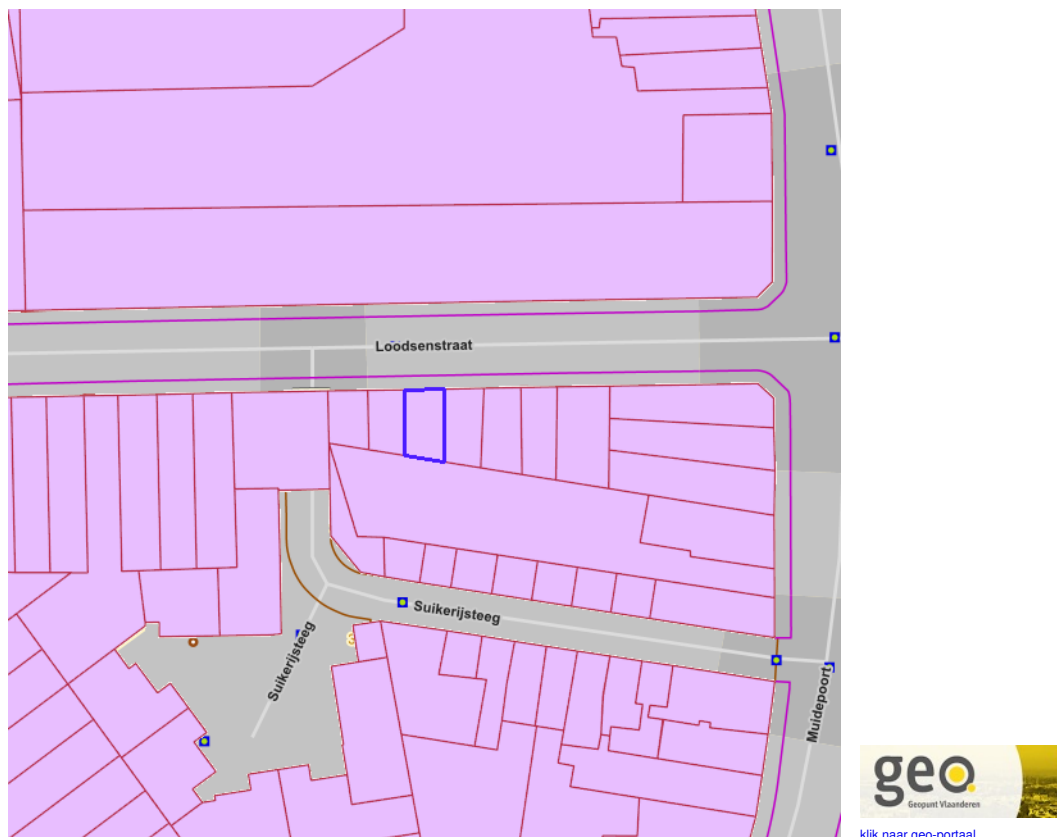 Loodsenstraat
Suikerijsteeg
Suikerijsteeg
Muidepoort
geo.
Geopunt Vlaanderen
klik naar geo-portaal